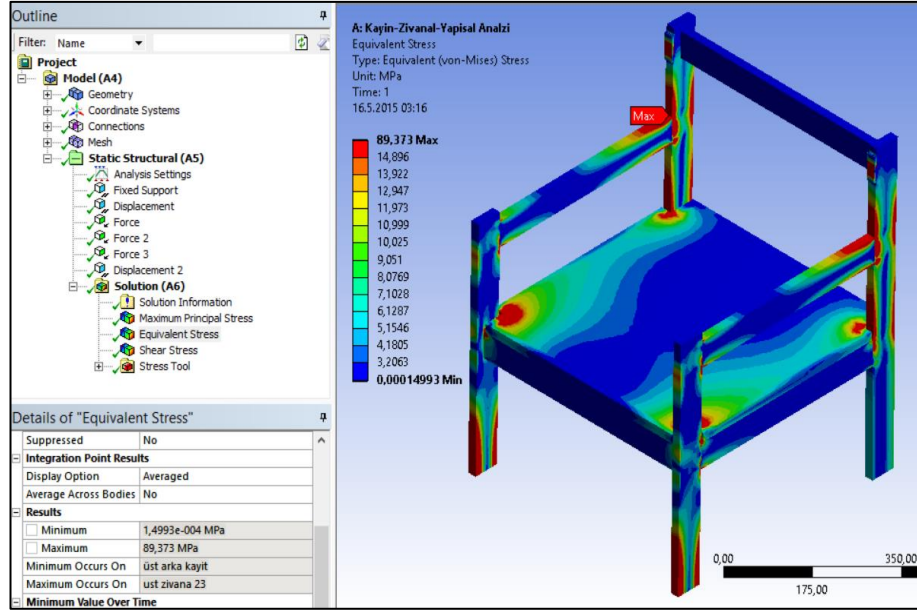 Outline
Filter: Name
Project
Model (A4)
Geometry
Coordinate Systems
Connections
Mesh
Static Structural (A5)
Analysis Settings
Fixed Support
Displacement
Force
Force 2
Force 3
Displacement 2
Solution (A6)
Solution Information
Maximum Principal Stress
Equivalent Stress
Shear Stress
Stress Tool
Details of "Equivalent Stress"
Suppressed No
Integration Point Results
Display Option Averaged
Average Across Bodies No
Results
Minimum 1,4993e-004 MPa
Maximum 89,373 MPa
Minimum Occurs On üst arka kayit
Maximum Occurs On ust zivana 23
Minimum Value Over Time
A: Kayin-Zivanal-Yapisal Analzi
Equivalent Stress
Type: Equivalent (von-Mises) Stress
Unit: MPa
Time: 1
16.5.2015 03:16
89,373 Max
14,896
13,922
12,947
11,973
10,999
10,025
9,051
8,0769
7,1028
6,1287
5,1546
4,1805
3,2063
0,00014993 Min
Max
0,00 350,00
175,00